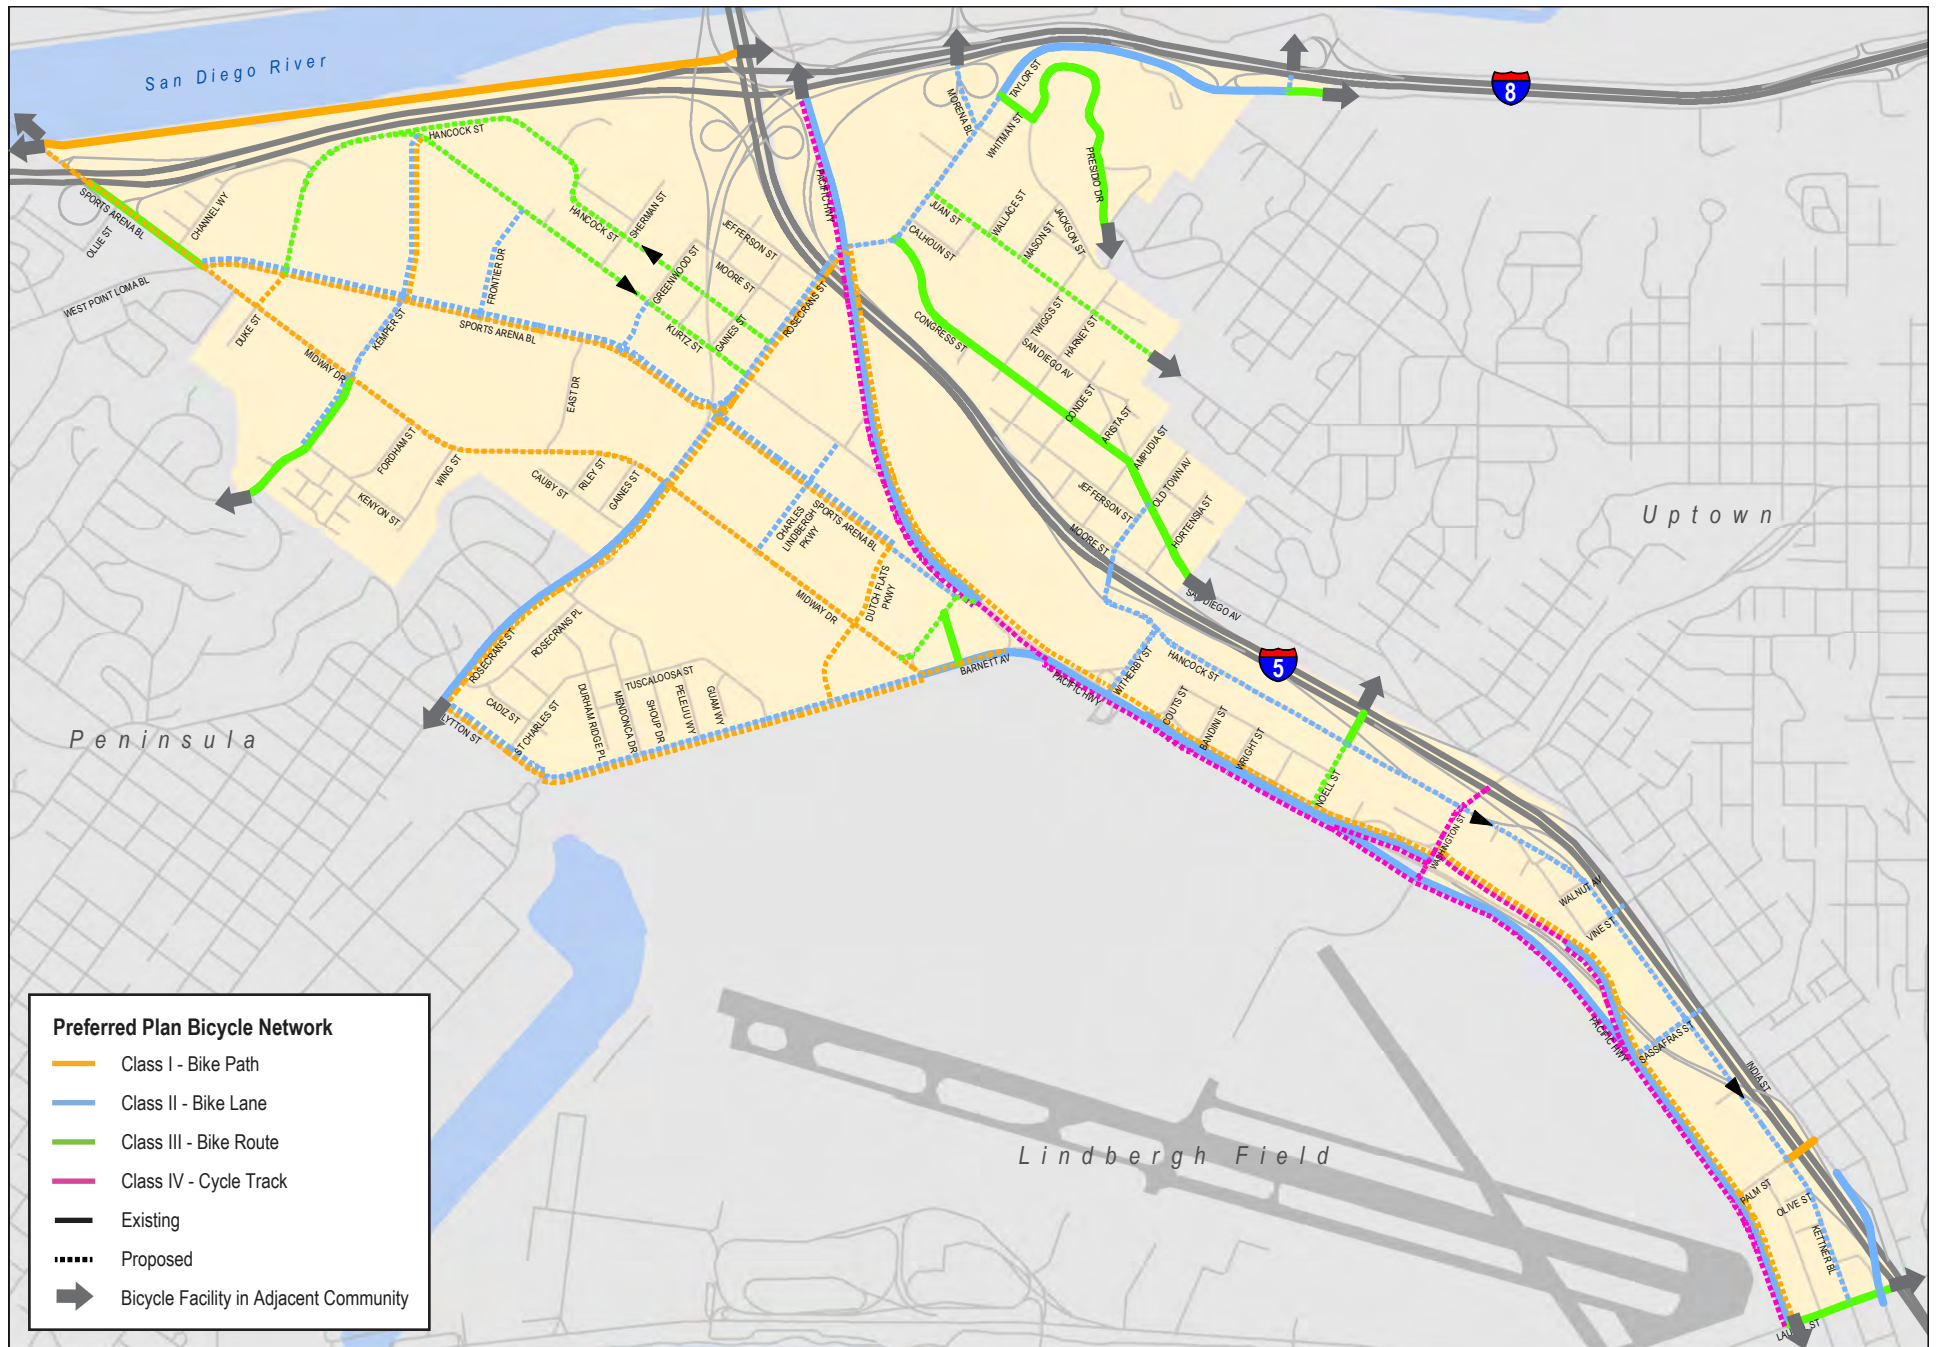 San Diego River
8
TAYLOR ST
MORENA BL
WHITMAN ST
HANCOCK ST
PRESIDIO DR
PACIFIC HWY
SPORTS ARENA BL
CHANNEL WY
OLLIE ST
WEST POINT LOMA BL
HANCOCK ST
SHERMAN ST
JEFFERSON ST
MOORE ST
GREENWOOD ST
JUAN ST
WALLACE ST
CALHOUN ST
MASON ST
JACKSON ST
FRONTIER DR
KURTZ ST
GAINES ST
ROSECRANS ST
DUKE ST
KEMPER ST
SPORTS ARENA BL
MIDWAY DR
CONGRESS ST
TWIGGS ST
HARNEY ST
SAN DIEGO AV
EAST DR
CONDE ST
ARISTA ST
AMPUDIA ST
OLD TOWN AV
FORDHAM ST
WING ST
KENYON ST
CAUBY ST
RILEY ST
GAINES ST
CHARLES
LINDBERGH
PKWY
SPORTS ARENA BL
JEFFERSON ST
MOORE ST
HORTENSIA ST
Uptown
DUTCH FLATS
PKWY
MIDWAY DR
SAN DIEGO AV
ROSECRANS ST
ROSECRANS PL
BARNETT AV
WITHERBY ST
HANCOCK ST
5
TUSCALOOSA ST
CADIZ ST
ST CHARLES ST
DURHAM RIDGE PL
MENDONCA DR
SHOUP DR
PELELIU WY
GUAM WY
LYTTON ST
Peninsula
PACIFIC HWY
COUTS ST
BANDINI ST
WRIGHT ST
NOELL ST
WASHINGTON ST
WALNUT AV
VINE ST
PACIFIC HWY
SASSAFRAS ST
INDIA ST
Lindbergh Field
PALM ST
OLIVE ST
KETTNER BL
Preferred Plan Bicycle Network
Class I - Bike Path
Class II - Bike Lane
Class III - Bike Route
Class IV - Cycle Track
Existing
Proposed
Bicycle Facility in Adjacent Community